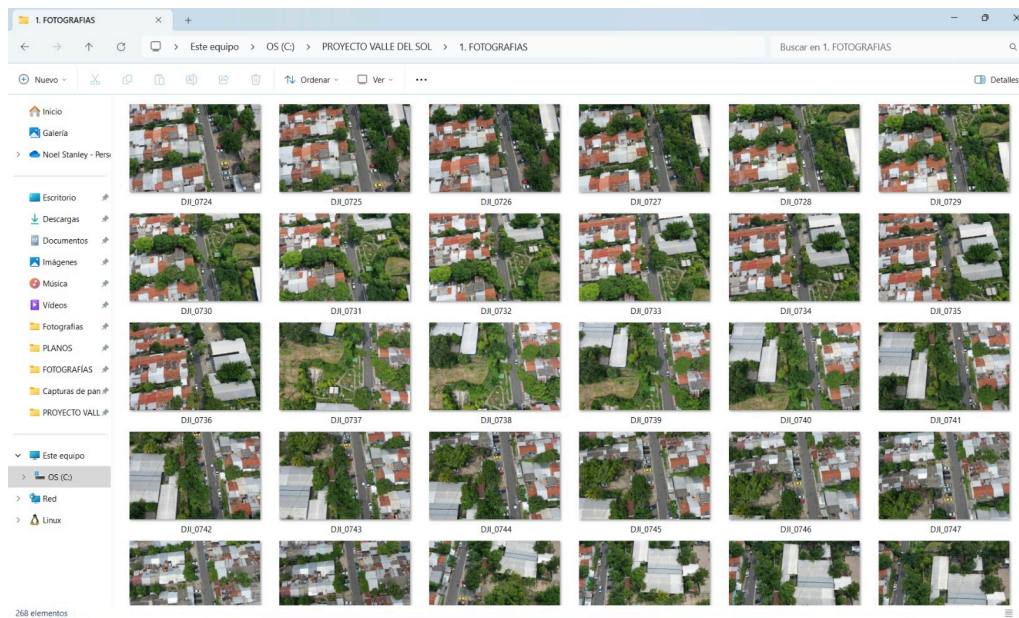 1. FOTOGRAFIAS
Este equipo > OS (C:) > PROYECTO VALLE DEL SOL > 1. FOTOGRAFIAS
Buscar en 1. FOTOGRAFIAS
Nuevo
Ordenar
Ver
Detalles
Inicio
Galería
Noel Stanley - Perso
Escritorio
Descargas
Documentos
Imágenes
Música
Vídeos
Fotografias
PLANOS
FOTOGRAFÍAS
Capturas de pan
PROYECTO VALL
Este equipo
OS (C:)
Red
Linux
DJI_0724 DJI_0725 DJI_0726 DJI_0727 DJI_0728 DJI_0729
DJI_0730 DJI_0731 DJI_0732 DJI_0733 DJI_0734 DJI_0735
DJI_0736 DJI_0737 DJI_0738 DJI_0739 DJI_0740 DJI_0741
DJI_0742 DJI_0743 DJI_0744 DJI_0745 DJI_0746 DJI_0747
268 elementos